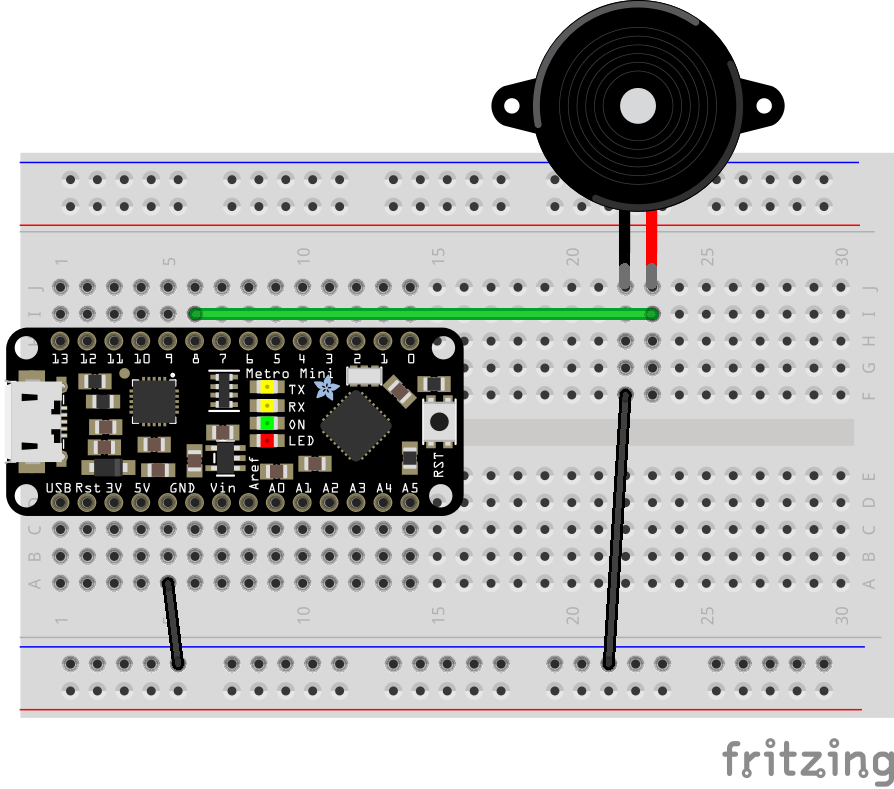 1 5 10 15 20 25 30
J J
I I
H
G
F
13 12 11 10 9 8 7 6 5 4 3 2 1 0
Metro Mini
TX
RX
ON
LED
RST
Aref
USB Rst 3V 5V GND Vin A0 A1 A2 A3 A4 A5
E
D
C C
B B
A A
1 10 15 20 25 30
fritzing